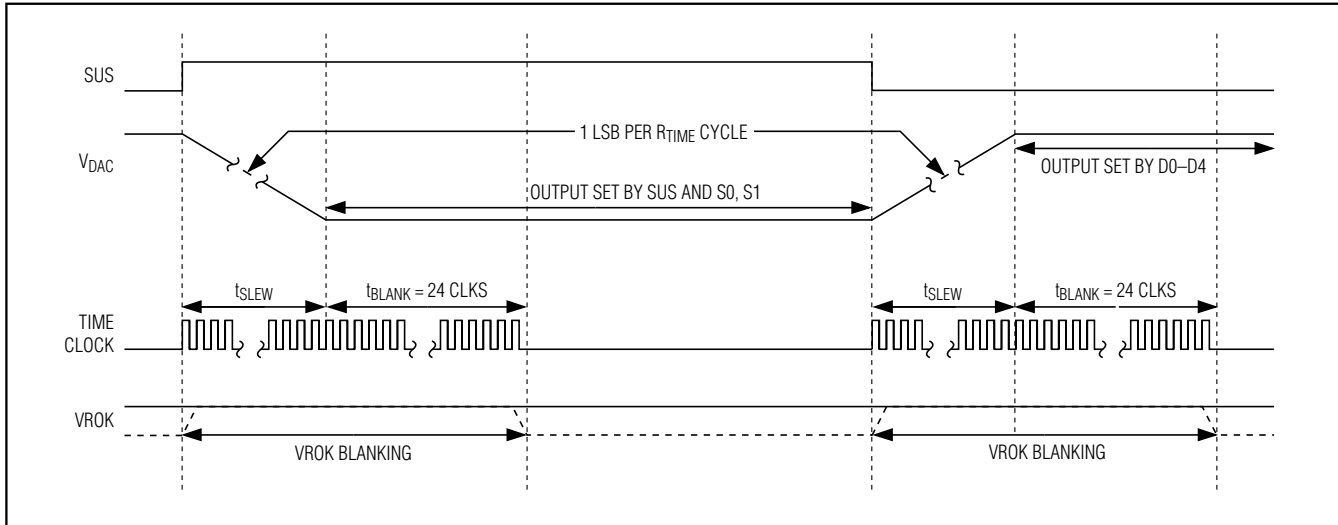 SUS
VDAC
1 LSB PER RTIME CYCLE
OUTPUT SET BY D0–D4
OUTPUT SET BY SUS AND S0, S1
tSLEW
tBLANK = 24 CLKS
tSLEW
tBLANK = 24 CLKS
TIME
CLOCK
VROK
VROK BLANKING
VROK BLANKING